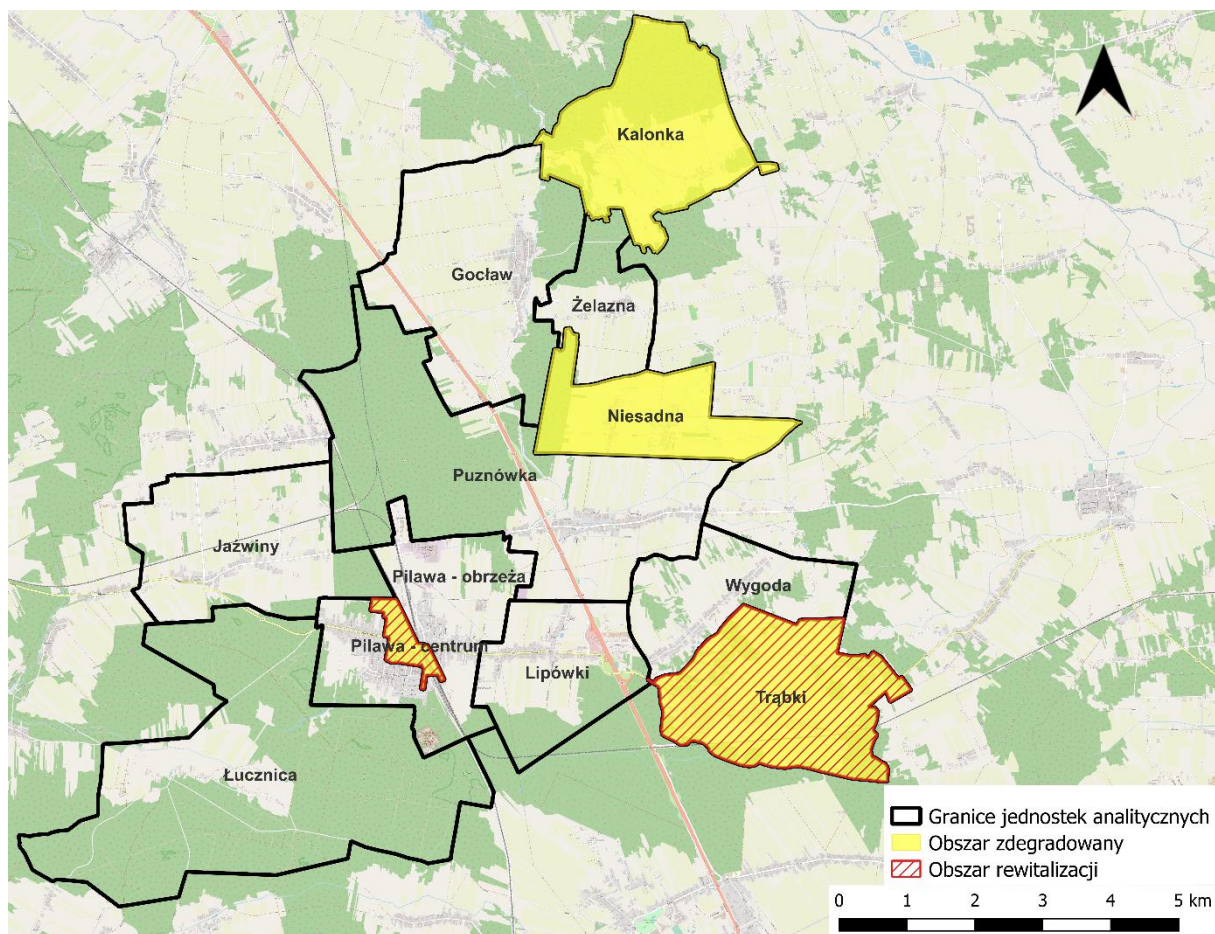 Kalonka
Gocław
Żelazna
Niesadna
Puznówka
Jaźwiny
Pilawa - obrzeża
Wygoda
Pilawa - centrum
Lipówki
Trąbki
Łucznica
Granice jednostek analitycznych
Obszar zdegradowany
Obszar rewitalizacji
0 1 2 3 4 5 km